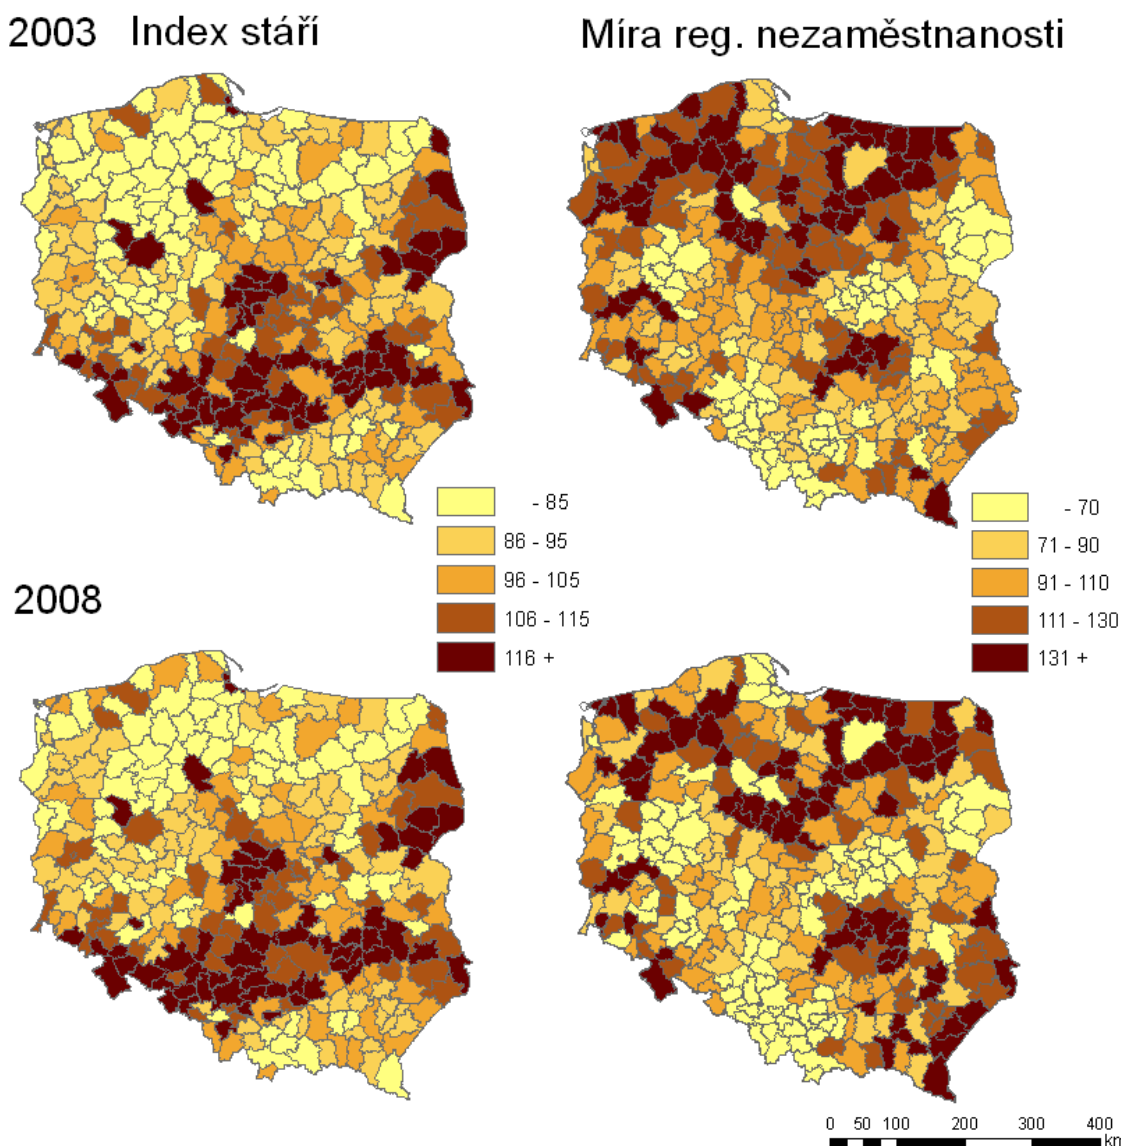 2003 Index stáří
Míra reg. nezaměstnanosti
- 85
86 - 95
96 - 105
106 - 115
116 +
- 70
71 - 90
91 - 110
111 - 130
131 +
2008
0 50 100 200 300 400
kn